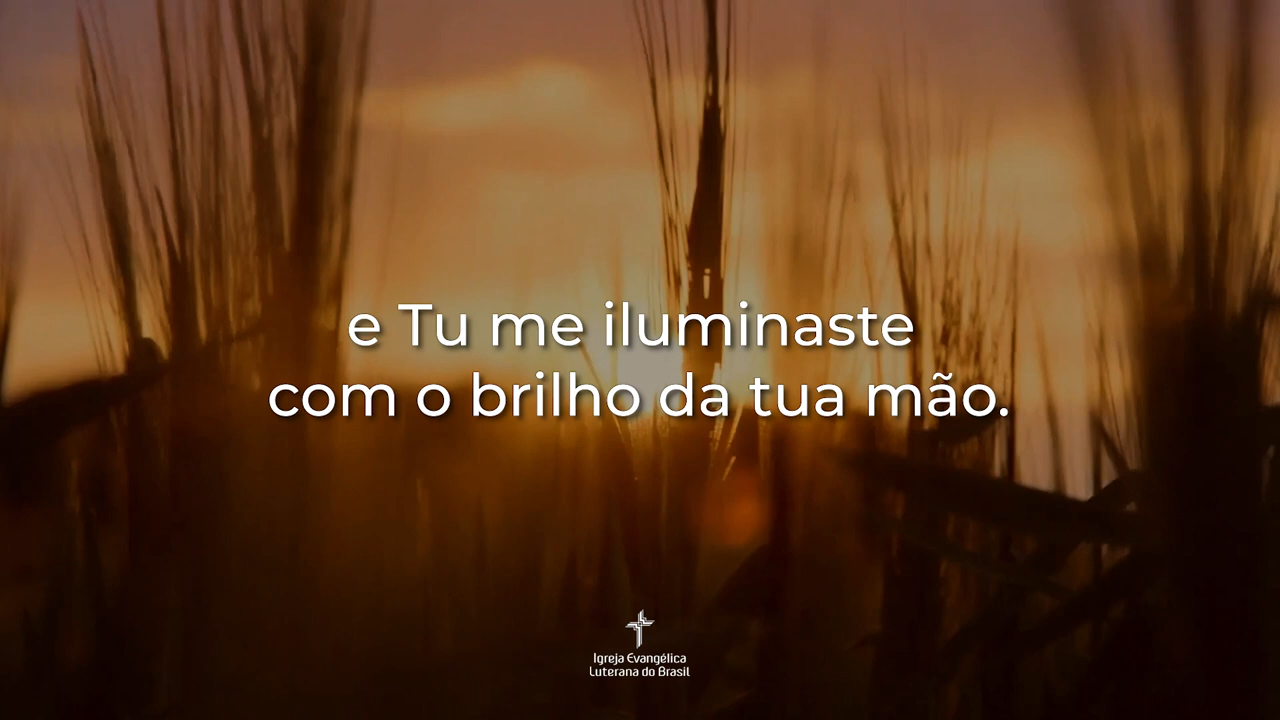 e Tu me iluminaste
com o brilho da tua mão.
Igreja Evangélica
Luterana do Brasil